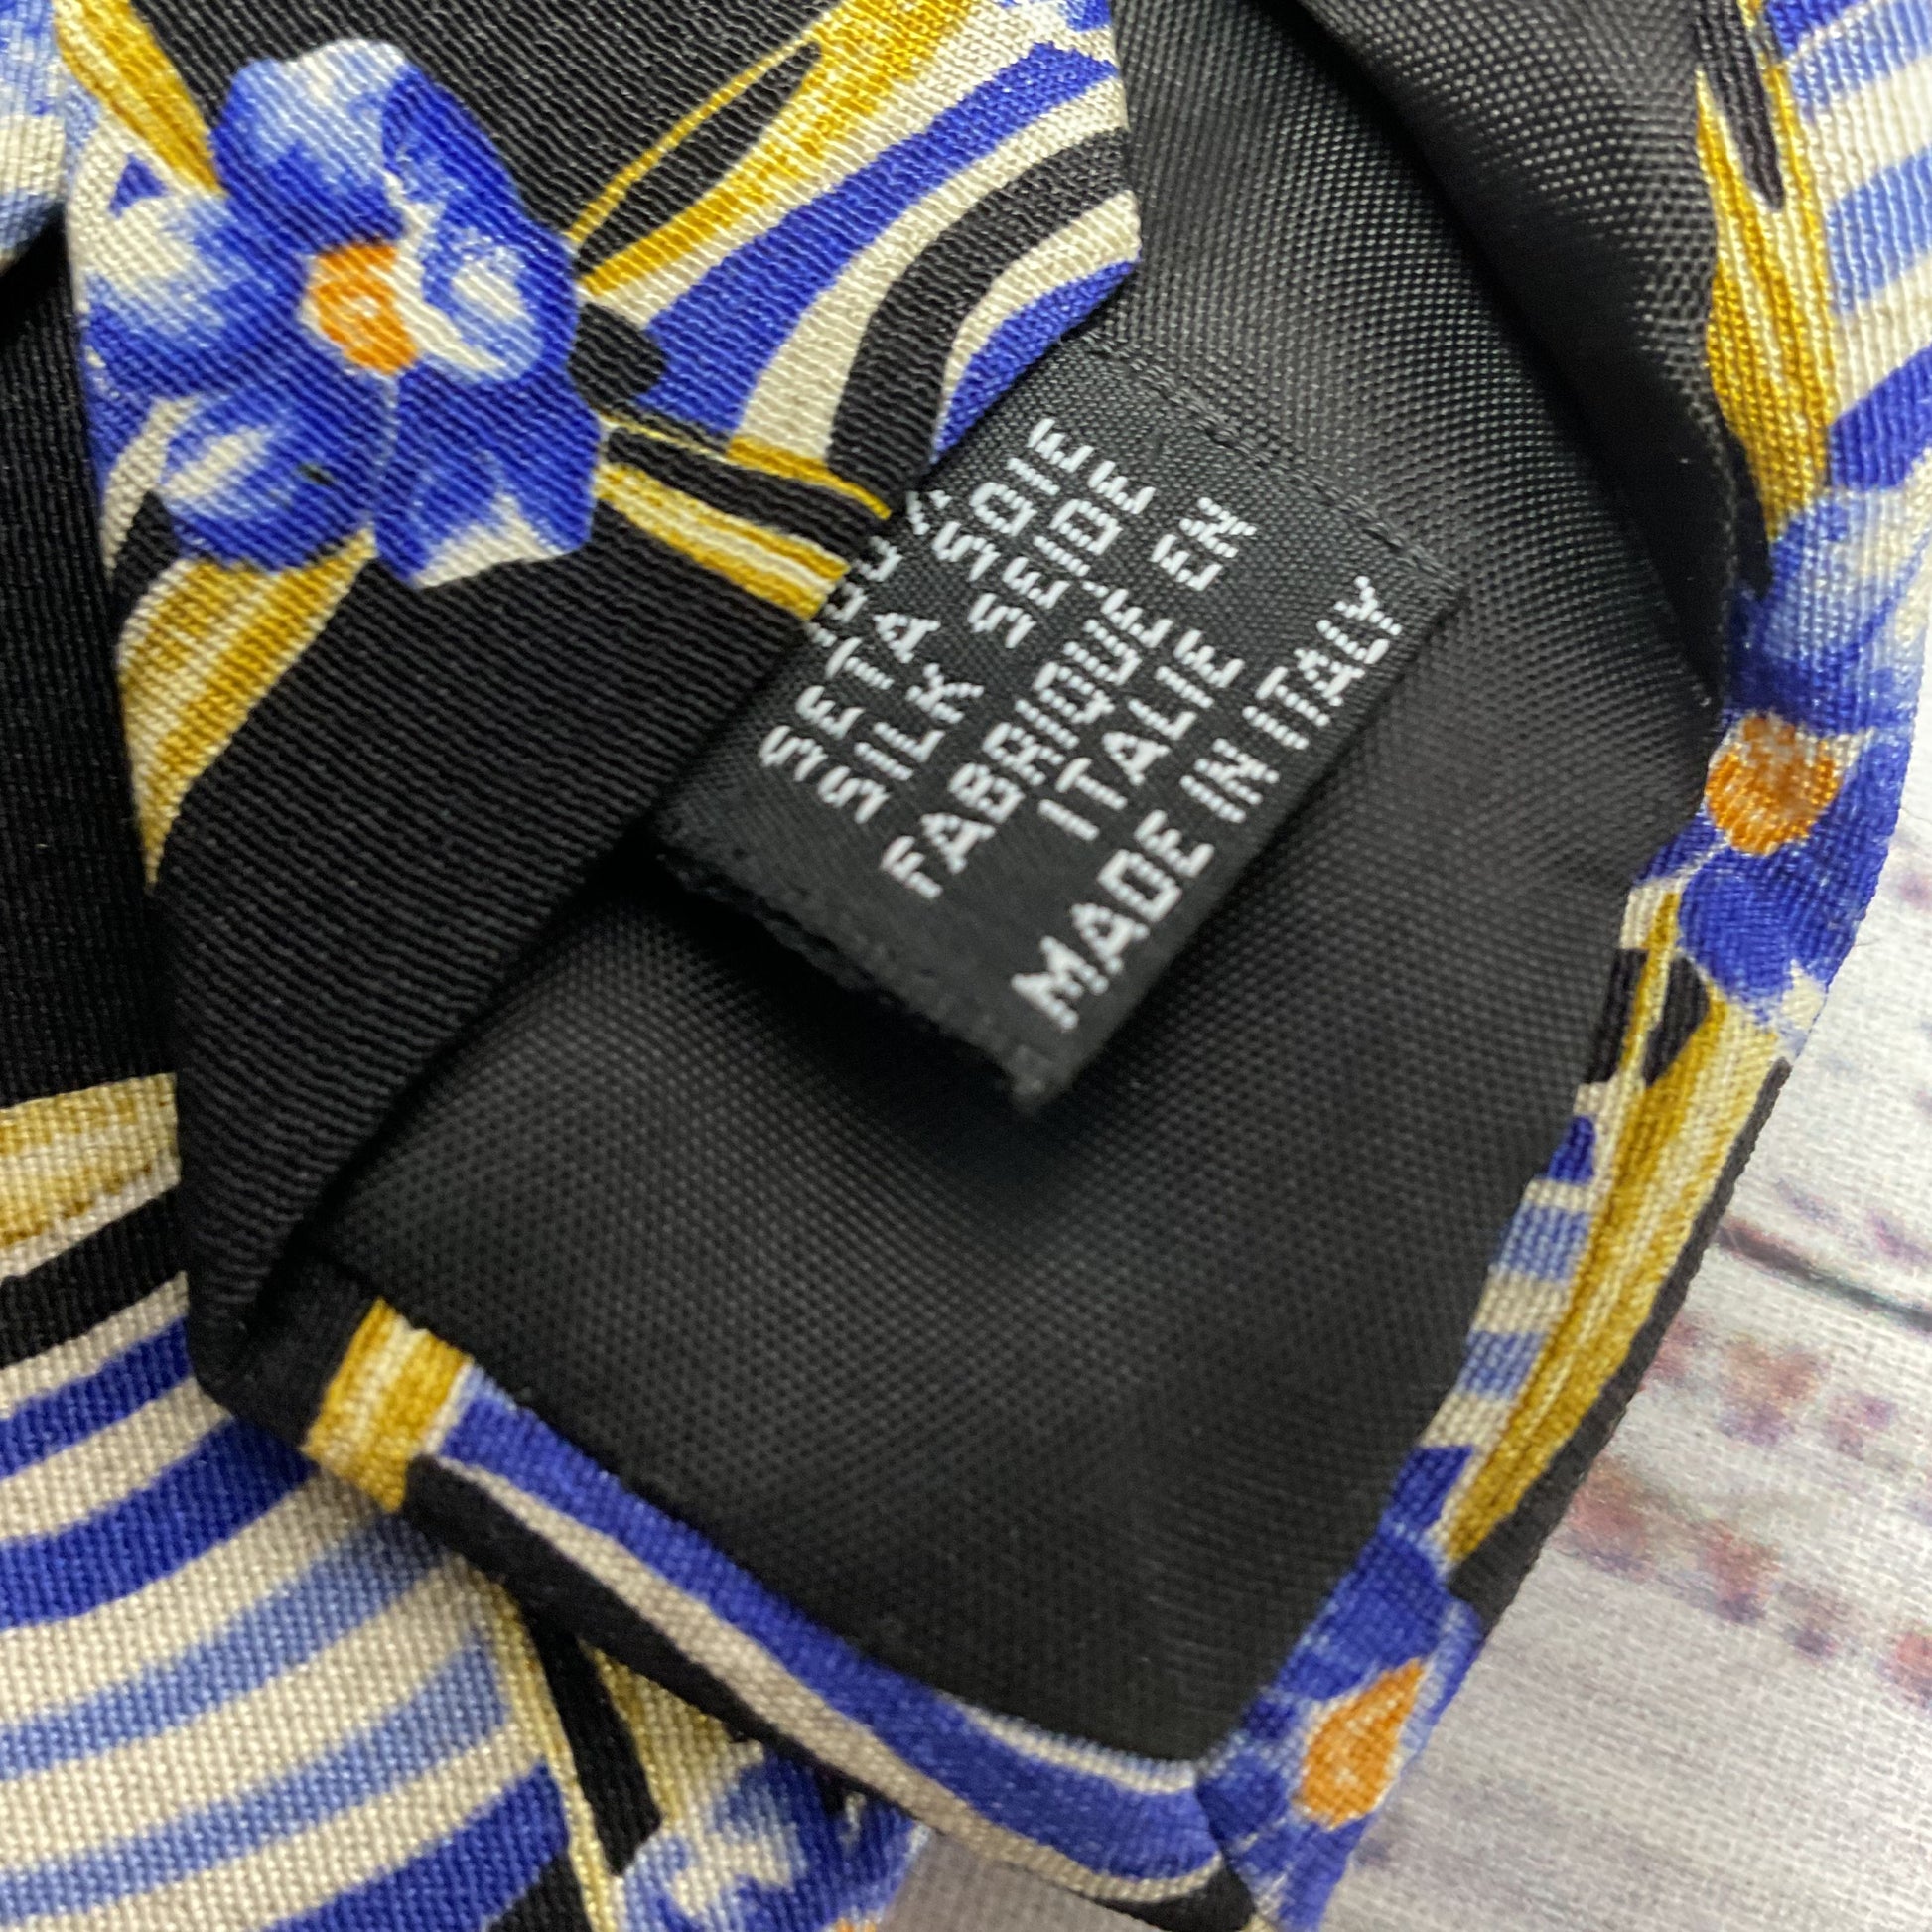 SETA SOIE
SILK SEIDE
FABRIQUE EN
ITALIE
MADE IN ITALY